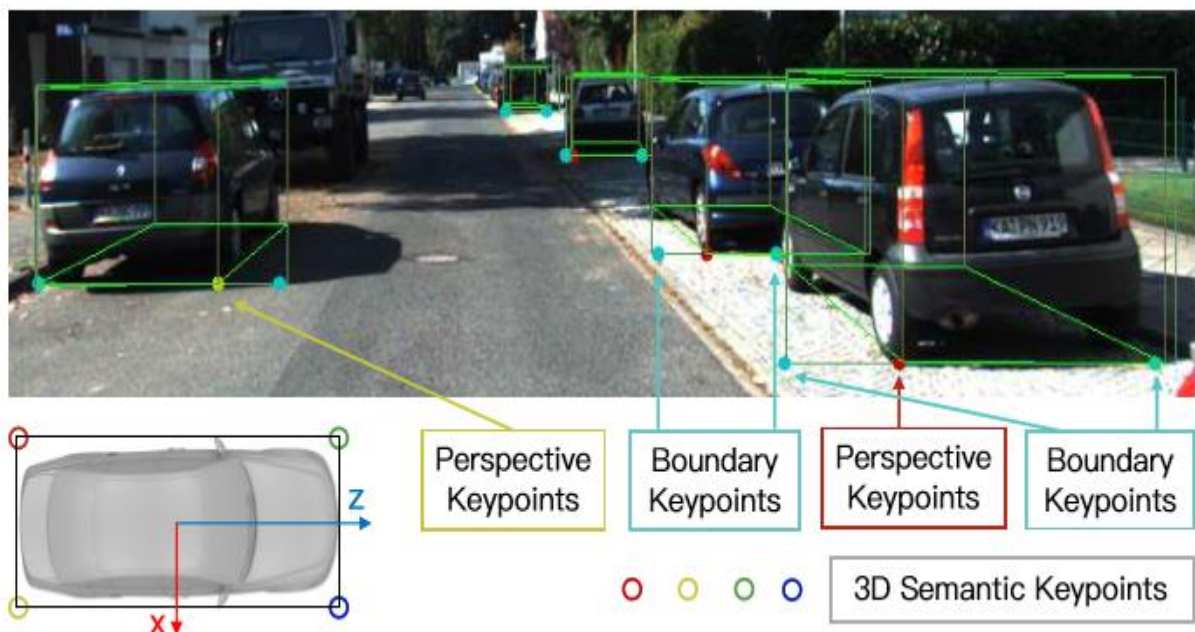 Perspective
Keypoints
Boundary
Keypoints
Perspective
Keypoints
Boundary
Keypoints
Z
X
3D Semantic Keypoints